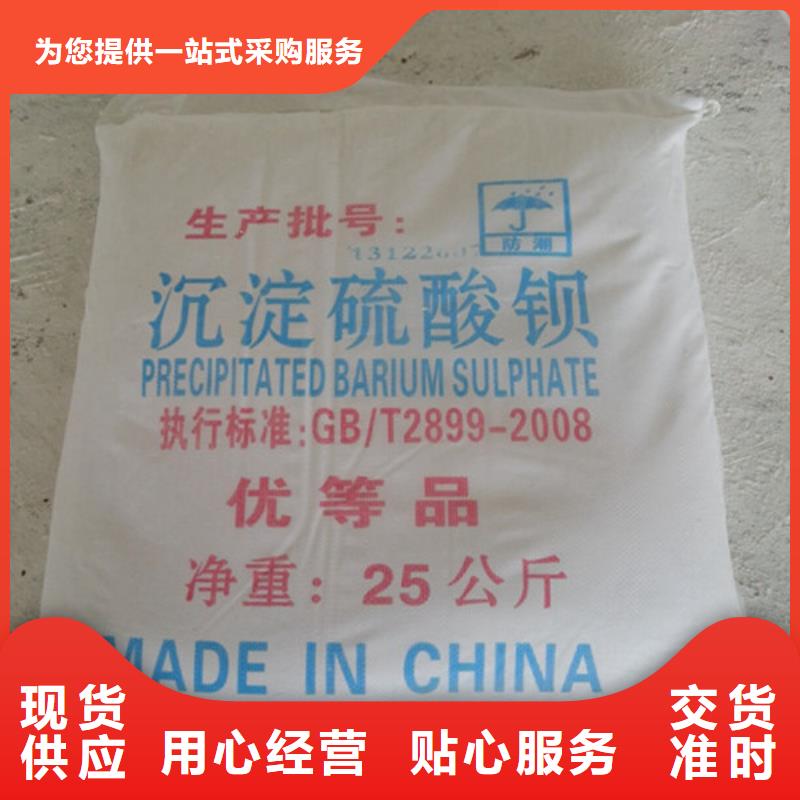 为您提供一站式采购服务
生产批号:
防潮
沉淀硫酸钡
PRECIPITATED BARIUM SULPHATE
执行标准:GB/T2899-2008
优等品
净重:25公斤
MADE IN CHINA
现货
供应
用心经营 贴心服务
交货
准时